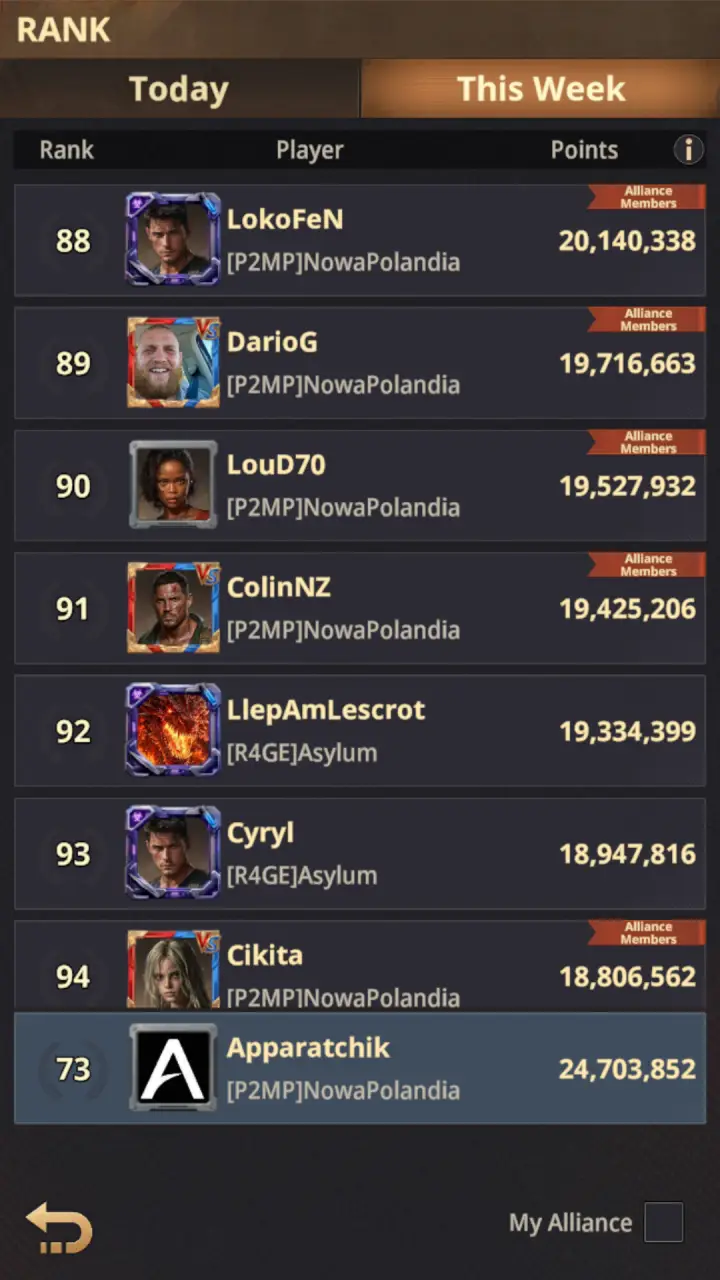 RANK
Today
This Week
Rank
Player
Points
i
Alliance
Members
88
LokoFeN
[P2MP]NowaPolandia
20,140,338
Alliance
Members
89
VS
DarioG
[P2MP]NowaPolandia
19,716,663
Alliance
Members
90
LouD70
[P2MP]NowaPolandia
19,527,932
Alliance
Members
91
VS
ColinNZ
[P2MP]NowaPolandia
19,425,206
92
LlepAmLescrot
[R4GE]Asylum
19,334,399
93
Cyryl
[R4GE]Asylum
18,947,816
Alliance
Members
94
VS
Cikita
[P2MP]NowaPolandia
18,806,562
73
A
Apparatchik
[P2MP]NowaPolandia
24,703,852
My Alliance